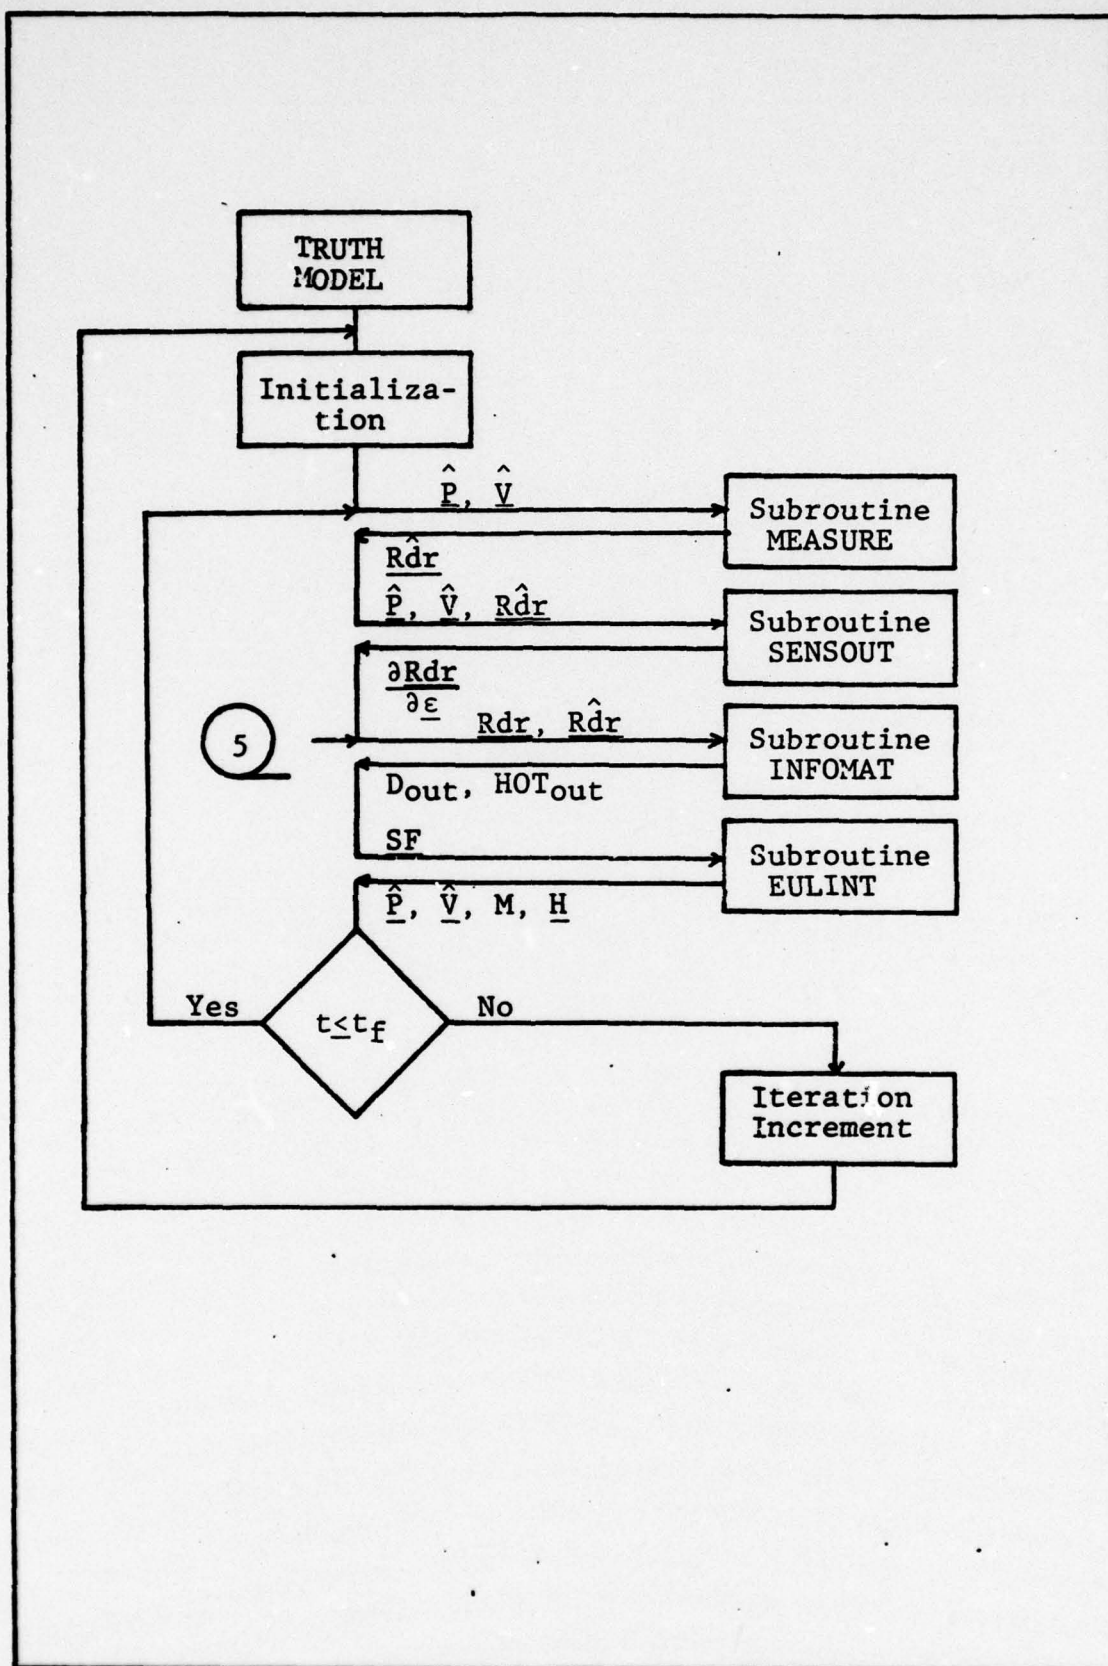 TRUTH
MODEL
Initializa-
tion
P̲̂, V̲̂
Subroutine
MEASURE
Rd̂r
P̲̂, V̲̂, Rd̂r
Subroutine
SENSOUT
∂Rdr
∂ε̲
5
Rdr, Rd̂r
Subroutine
INFOMAT
Dout, HOTout
SF
Subroutine
EULINT
P̲̂, V̲̂, M, H̲
Yes
t≤tf
No
Iteration
Increment